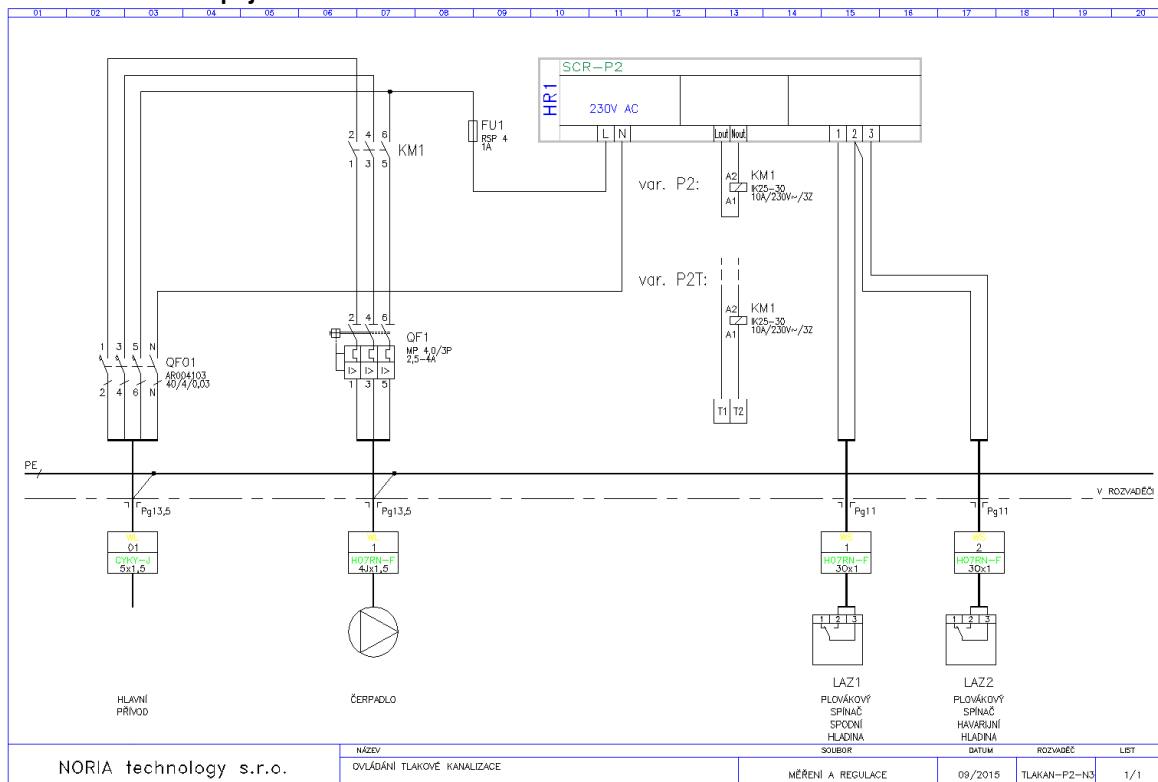 01 02 03 04 05 06 07 08 09 10 11 12 13 14 15 16 17 18 19 20
SCR-P2
HR1
230V AC
L N
Lout Nout
1 2 3
2 4 6
KM1
1 3 5
FU1
RSP 4
1A
var. P2:
A2
A1
KM1
IK25-30
10A/230V~/3Z
var. P2T:
A2
A1
KM1
IK25-30
10A/230V~/3Z
T1 T2
1 3 5 N
QF01
AR004103
40/4/0,03
2 4 6 N
2 4 6
QF1
MP 4,0/3P
2,5-4A
I> I> I>
1 3 5
PE
V ROZVADĚČI
Pg13,5
Pg13,5
Pg11
Pg11
WL
01
CYKY-J
5x1,5
WL
1
H07RN-F
4Jx1,5
WS
1
H07RN-F
3Ox1
WS
2
H07RN-F
3Ox1
1 2 3
1 2 3
HLAVNÍ
PŘÍVOD
ČERPADLO
LAZ1
PLOVÁKOVÝ
SPÍNAČ
SPODNÍ
HLADINA
LAZ2
PLOVÁKOVÝ
SPÍNAČ
HAVARIJNÍ
HLADINA
NORIA technology s.r.o.
NÁZEV
OVLÁDÁNÍ TLAKOVÉ KANALIZACE
SOUBOR
MĚŘENÍ A REGULACE
DATUM
09/2015
ROZVADĚČ
TLAKAN-P2-N3
LIST
1/1